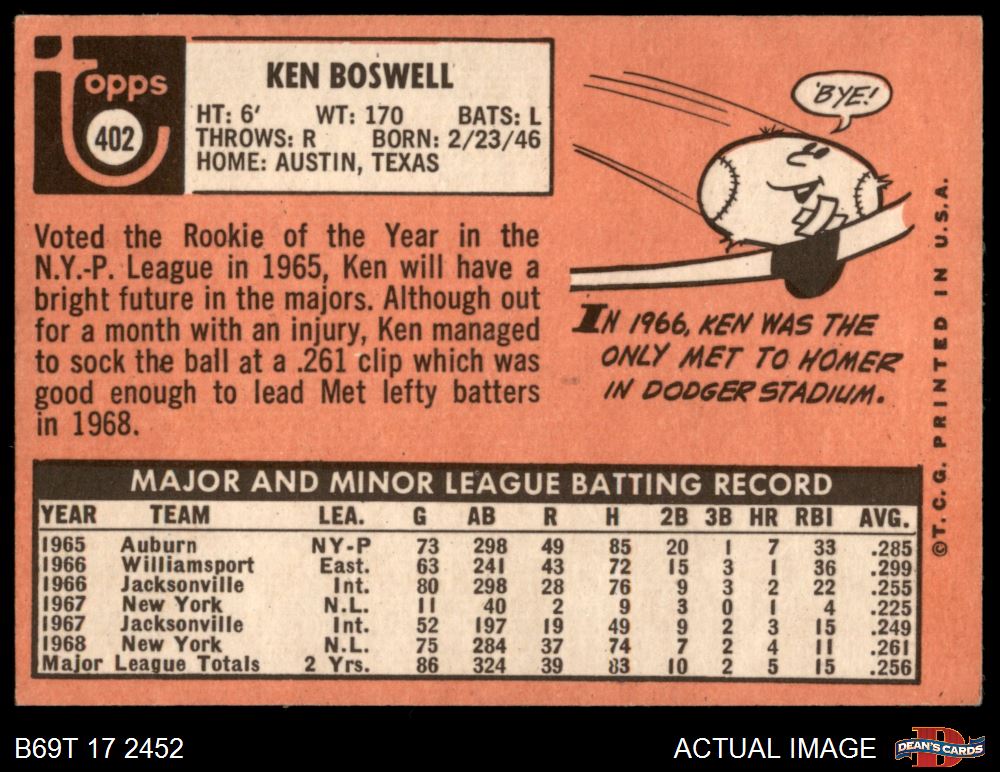 Topps
402
KEN BOSWELL
HT: 6' WT: 170 BATS: L
THROWS: R BORN: 2/23/46
HOME: AUSTIN, TEXAS
'BYE!
Voted the Rookie of the Year in the
N.Y.-P. League in 1965, Ken will have a
bright future in the majors. Although out
for a month with an injury, Ken managed
to sock the ball at a .261 clip which was
good enough to lead Met lefty batters
in 1968.
IN 1966, KEN WAS THE
ONLY MET TO HOMER
IN DODGER STADIUM.
©T. C. G. PRINTED IN U.S.A.
MAJOR AND MINOR LEAGUE BATTING RECORD
YEAR TEAM LEA. G AB R H 2B 3B HR RBI AVG.
1965 Auburn NY-P 73 298 49 85 20 1 7 33 .285
1966 Williamsport East. 63 241 43 72 15 3 1 36 .299
1966 Jacksonville Int. 80 298 28 76 9 3 2 22 .255
1967 New York N.L. 11 40 2 9 3 0 1 4 .225
1967 Jacksonville Int. 52 197 19 49 9 2 3 15 .249
1968 New York N.L. 75 284 37 74 7 2 4 11 .261
Major League Totals 2 Yrs. 86 324 39 83 10 2 5 15 .256
B69T 17 2452
ACTUAL IMAGE
DEAN'S CARDS